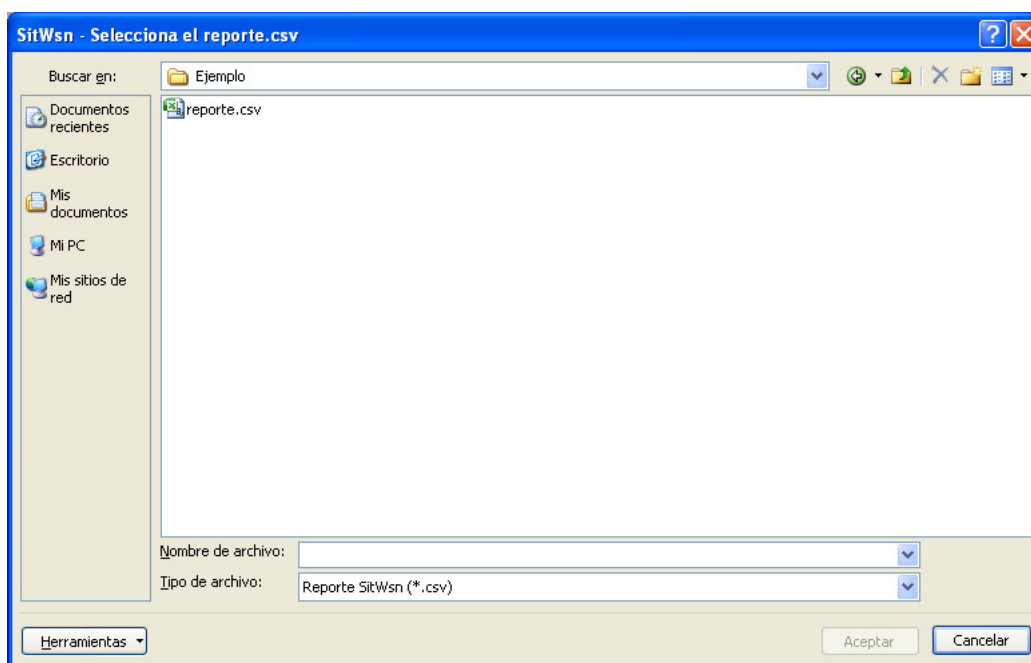 SitWsn - Selecciona el reporte.csv
Buscar en:
Ejemplo
Documentos
recientes
Escritorio
Mis
documentos
Mi PC
Mis sitios de
red
reporte.csv
Nombre de archivo:
Tipo de archivo:
Reporte SitWsn (*.csv)
Herramientas
Aceptar
Cancelar